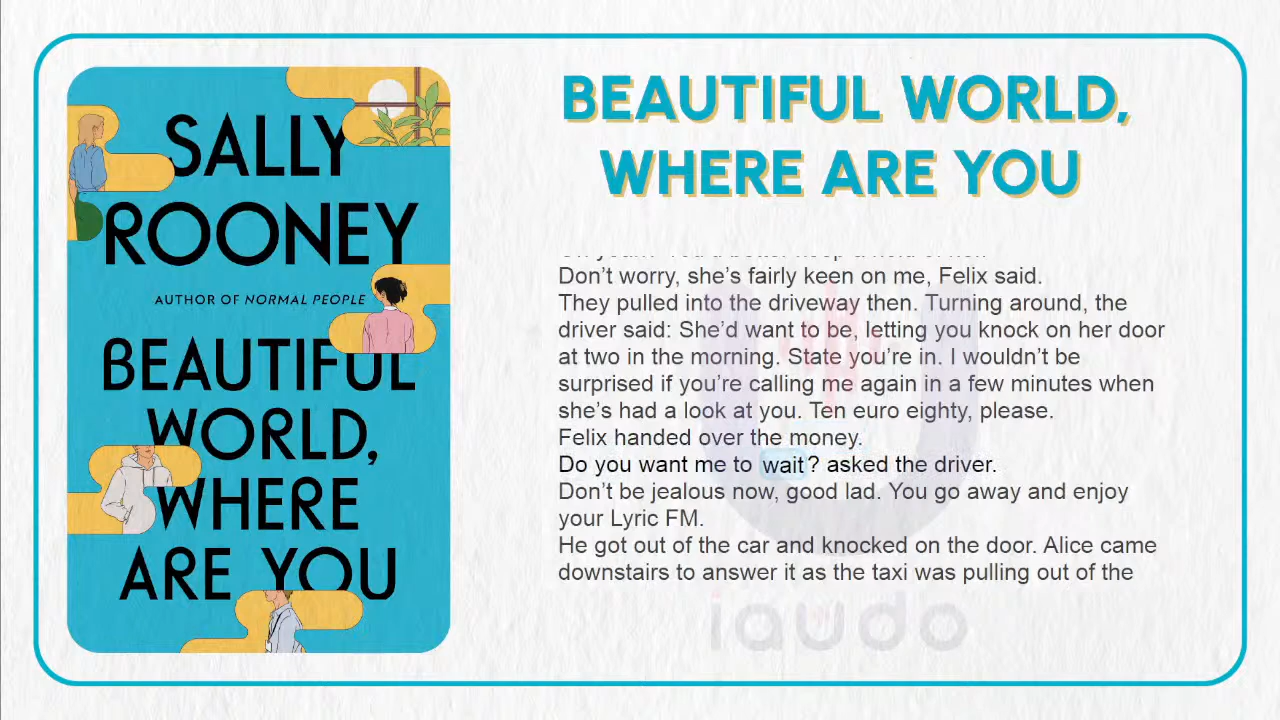 SALLY
ROONEY
AUTHOR OF NORMAL PEOPLE
BEAUTIFUL
WORLD,
WHERE
ARE YOU
BEAUTIFUL WORLD,
WHERE ARE YOU
Don't worry, she's fairly keen on me, Felix said.
They pulled into the driveway then. Turning around, the
driver said: She'd want to be, letting you knock on her door
at two in the morning. State you're in. I wouldn't be
surprised if you're calling me again in a few minutes when
she's had a look at you. Ten euro eighty, please.
Felix handed over the money.
Do you want me to wait? asked the driver.
Don't be jealous now, good lad. You go away and enjoy
your Lyric FM.
He got out of the car and knocked on the door. Alice came
downstairs to answer it as the taxi was pulling out of the
iaudo